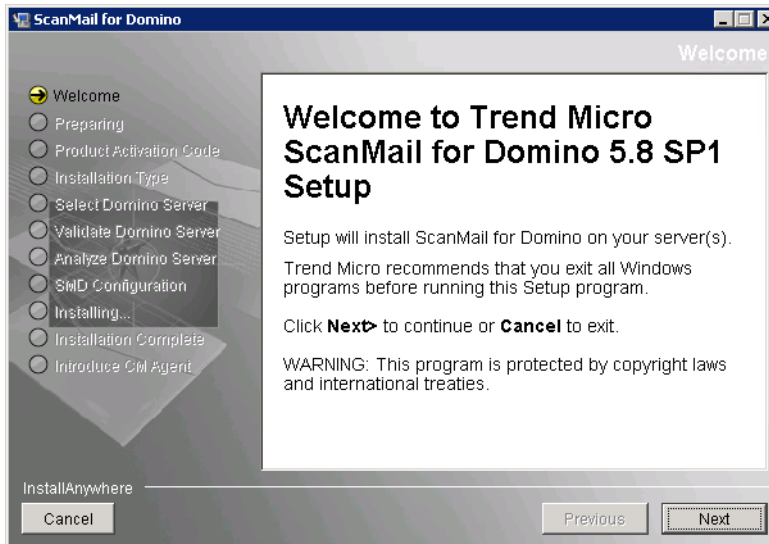 ScanMail for Domino
Welcome
Welcome
Preparing
Product Activation Code
Installation Type
Select Domino Server
Validate Domino Server
Analyze Domino Server
SMD Configuration
Installing...
Installation Complete
Introduce CM Agent
Welcome to Trend Micro
ScanMail for Domino 5.8 SP1
Setup
Setup will install ScanMail for Domino on your server(s).
Trend Micro recommends that you exit all Windows
programs before running this Setup program.
Click Next> to continue or Cancel to exit.
WARNING: This program is protected by copyright laws
and international treaties.
InstallAnywhere
Cancel
Previous
Next